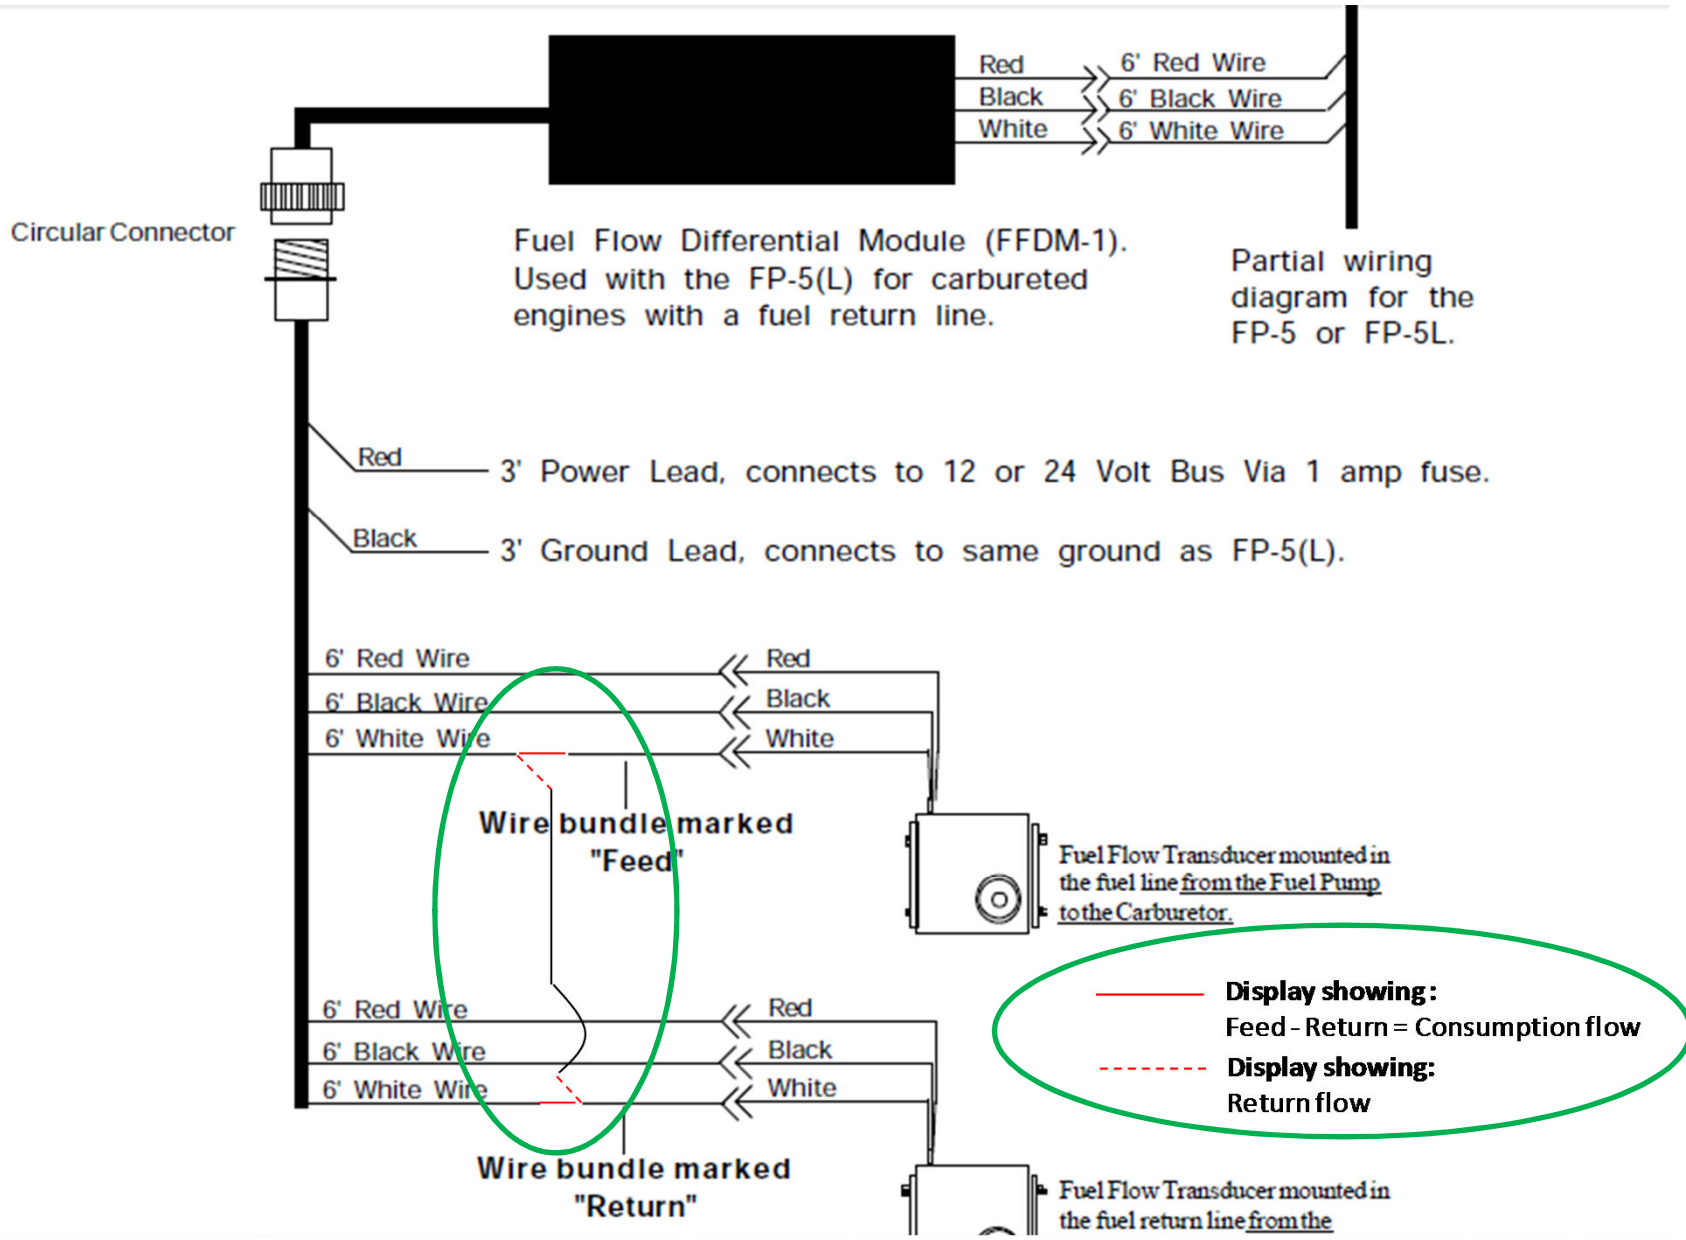 Red
6' Red Wire
Black
6' Black Wire
White
6' White Wire
Circular Connector
Fuel Flow Differential Module (FFDM-1).
Used with the FP-5(L) for carbureted
engines with a fuel return line.
Partial wiring
diagram for the
FP-5 or FP-5L.
Red
3' Power Lead, connects to 12 or 24 Volt Bus Via 1 amp fuse.
Black
3' Ground Lead, connects to same ground as FP-5(L).
6' Red Wire
Red
6' Black Wire
Black
6' White Wire
White
Wire bundle marked
"Feed"
Fuel Flow Transducer mounted in
the fuel line from the Fuel Pump
to the Carburetor.
Display showing:
Feed - Return = Consumption flow
Display showing:
Return flow
6' Red Wire
Red
6' Black Wire
Black
6' White Wire
White
Wire bundle marked
"Return"
Fuel Flow Transducer mounted in
the fuel return line from the